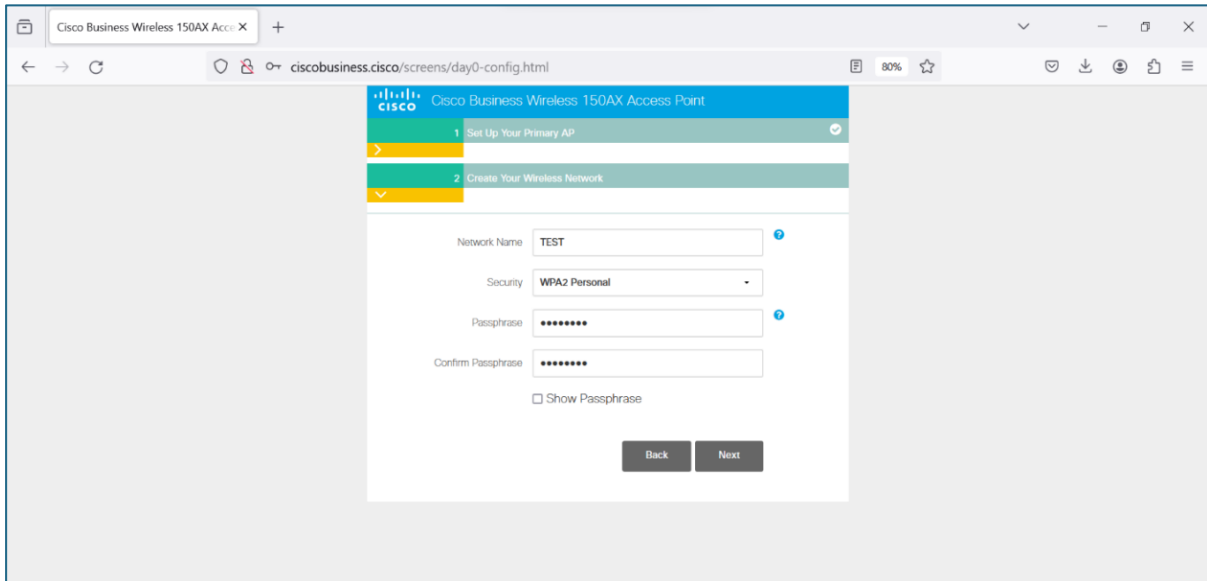 Cisco Business Wireless 150AX Acce
ciscobusiness.cisco/screens/day0-config.html
80%
CISCO Cisco Business Wireless 150AX Access Point
1 Set Up Your Primary AP
2 Create Your Wireless Network
Network Name TEST
Security WPA2 Personal
Passphrase ••••••••
Confirm Passphrase ••••••••
Show Passphrase
Back Next